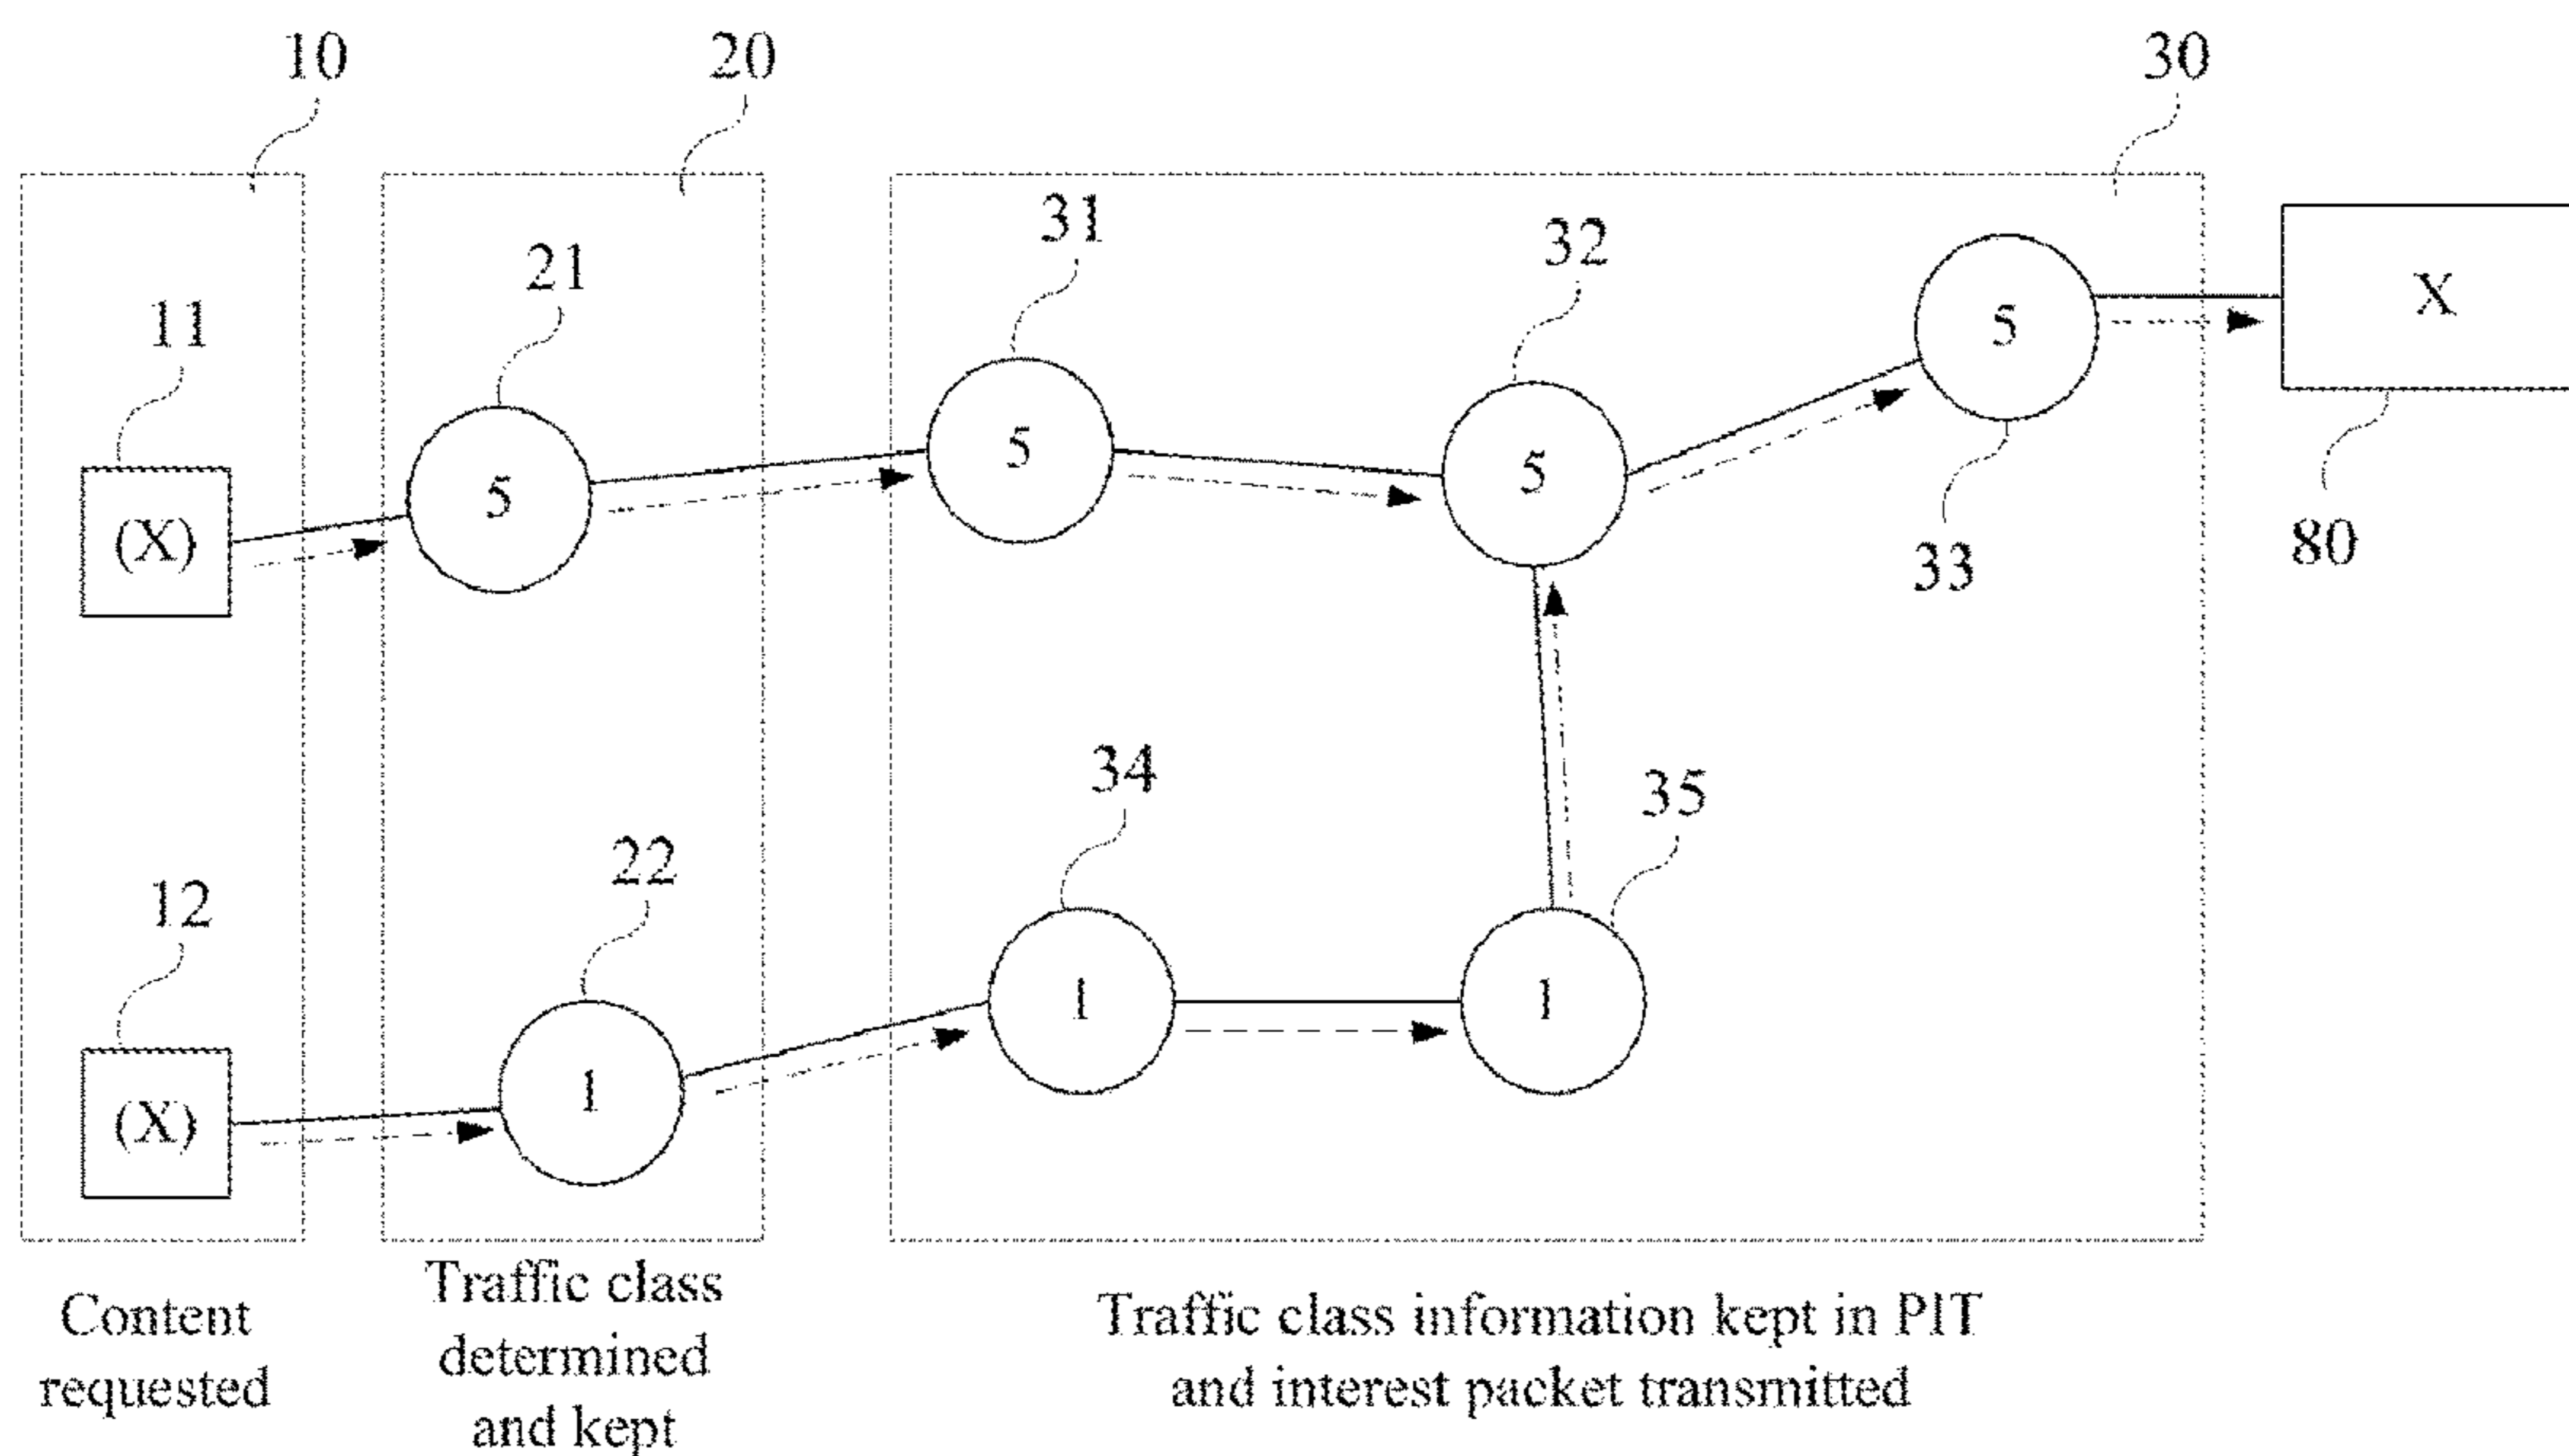 10
20
30
31
32
21
11
X
5
5
5
5
(X)
80
33
34
35
22
12
1
1
1
(X)
Content
requested
Traffic class
determined
and kept
Traffic class information kept in PIT
and interest packet transmitted